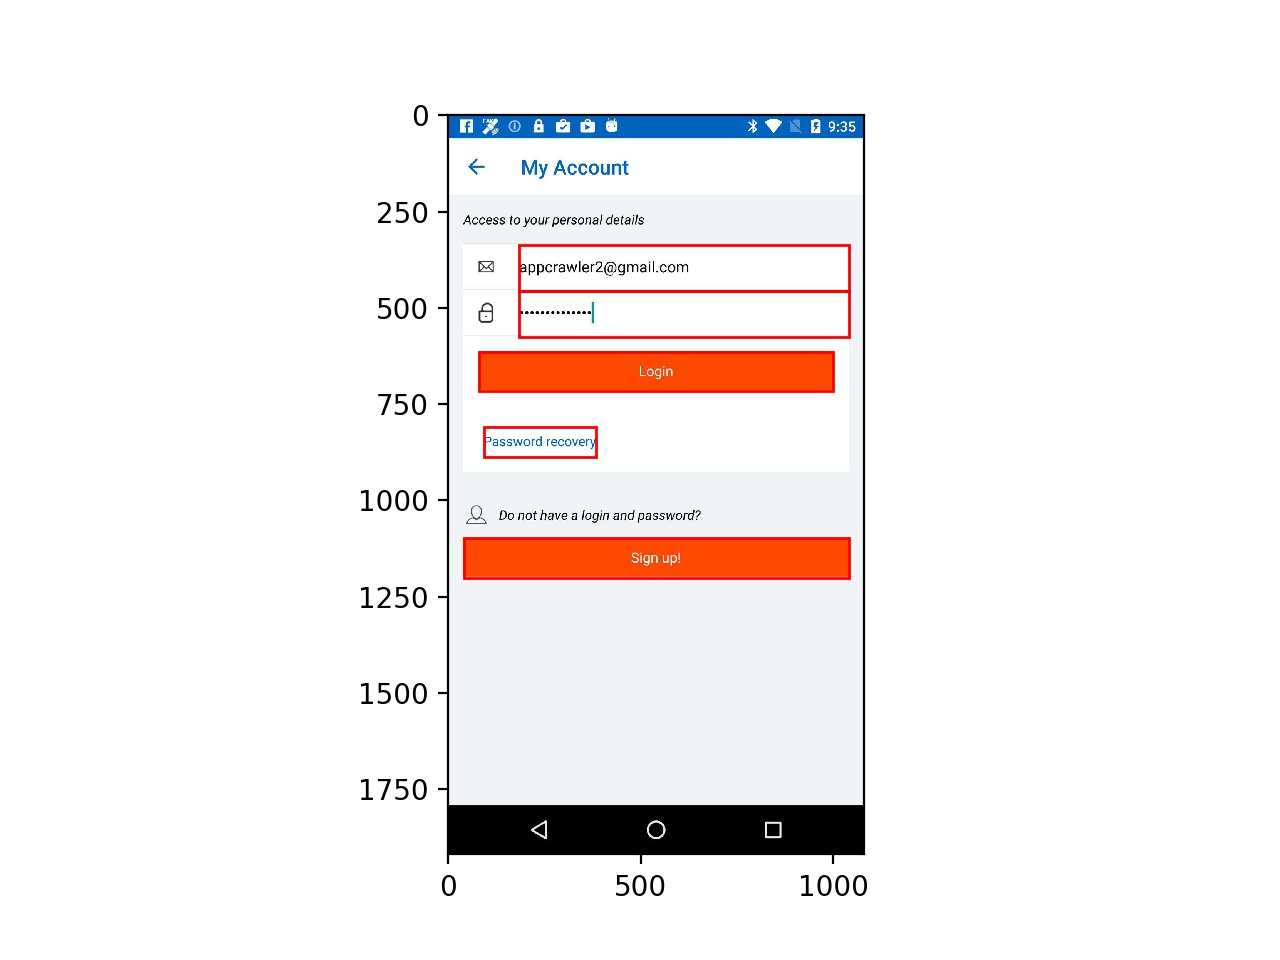 0
250
500
750
1000
1250
1500
1750
9:35
My Account
Access to your personal details
appcrawler2@gmail.com
••••••••••••••
Login
Password recovery
Do not have a login and password?
Sign up!
0
500
1000